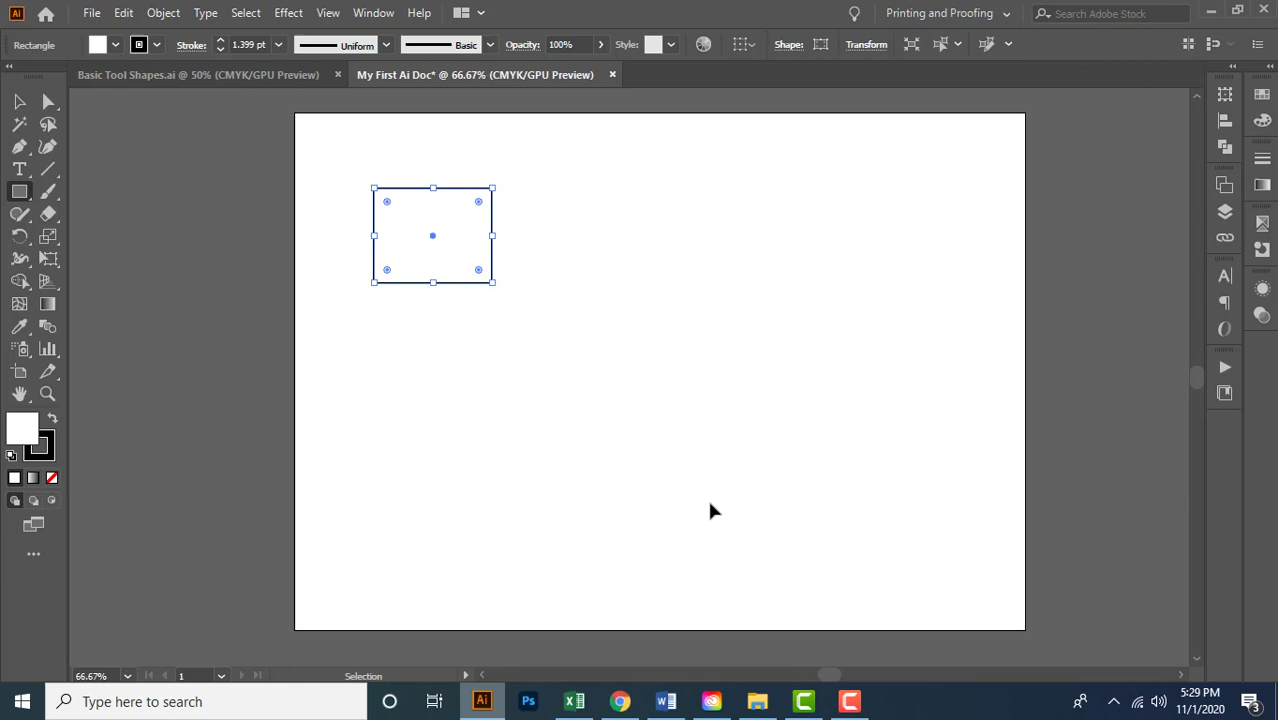 Ai File Edit Object Type Select Effect View Window Help Printing and Proofing Search Adobe Stock
Rectangle Stroke: 1.399 pt Uniform Basic Opacity: 100% Style: Shape: Transform
Basic Tool Shapes.ai @ 50% (CMYK/GPU Preview) My First Ai Doc* @ 66.67% (CMYK/GPU Preview)
66.67% 1 Selection
Type here to search Ai Ps 5:29 PM
11/1/2020 3